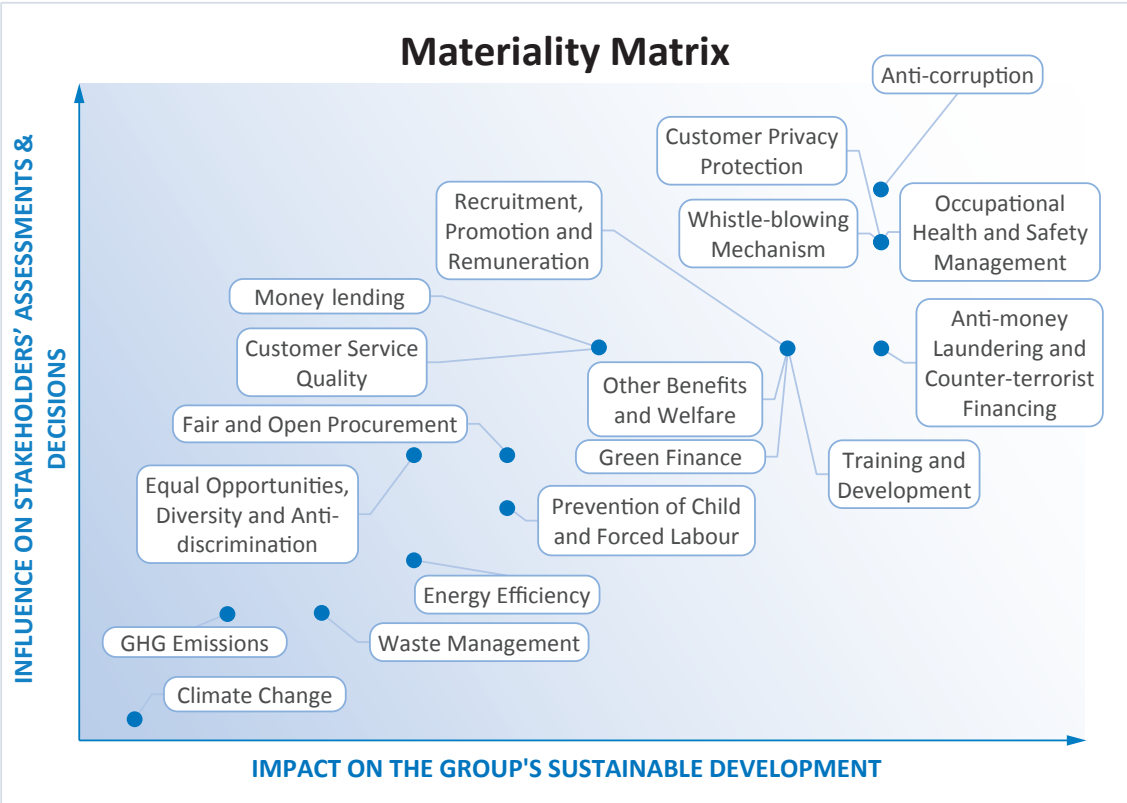 Materiality Matrix
Anti-corruption
Customer Privacy
Protection
Recruitment,
Promotion and
Remuneration
Whistle-blowing
Mechanism
Occupational
Health and Safety
Management
Money lending
Customer Service
Quality
Anti-money
Laundering and
Counter-terrorist
Financing
Other Benefits
and Welfare
Fair and Open Procurement
Green Finance
Training and
Development
Equal Opportunities,
Diversity and Anti-
discrimination
Prevention of Child
and Forced Labour
Energy Efficiency
GHG Emissions
Waste Management
Climate Change
INFLUENCE ON STAKEHOLDERS’ ASSESSMENTS &
DECISIONS
IMPACT ON THE GROUP'S SUSTAINABLE DEVELOPMENT